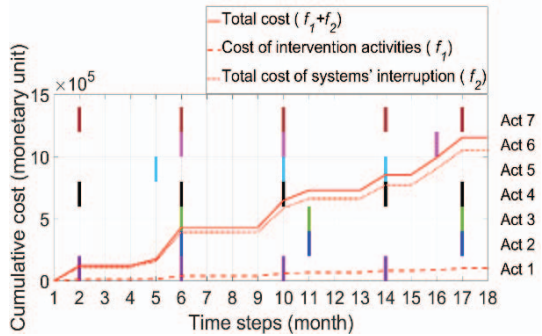 Total cost ( f1+f2)
Cost of intervention activities ( f1)
Total cost of systems' interruption ( f2)
× 10^5
15
10
5
0
Cumulative cost (monetary unit)
Act 7
Act 6
Act 5
Act 4
Act 3
Act 2
Act 1
1 2 3 4 5 6 7 8 9 10 11 12 13 14 15 16 17 18
Time steps (month)